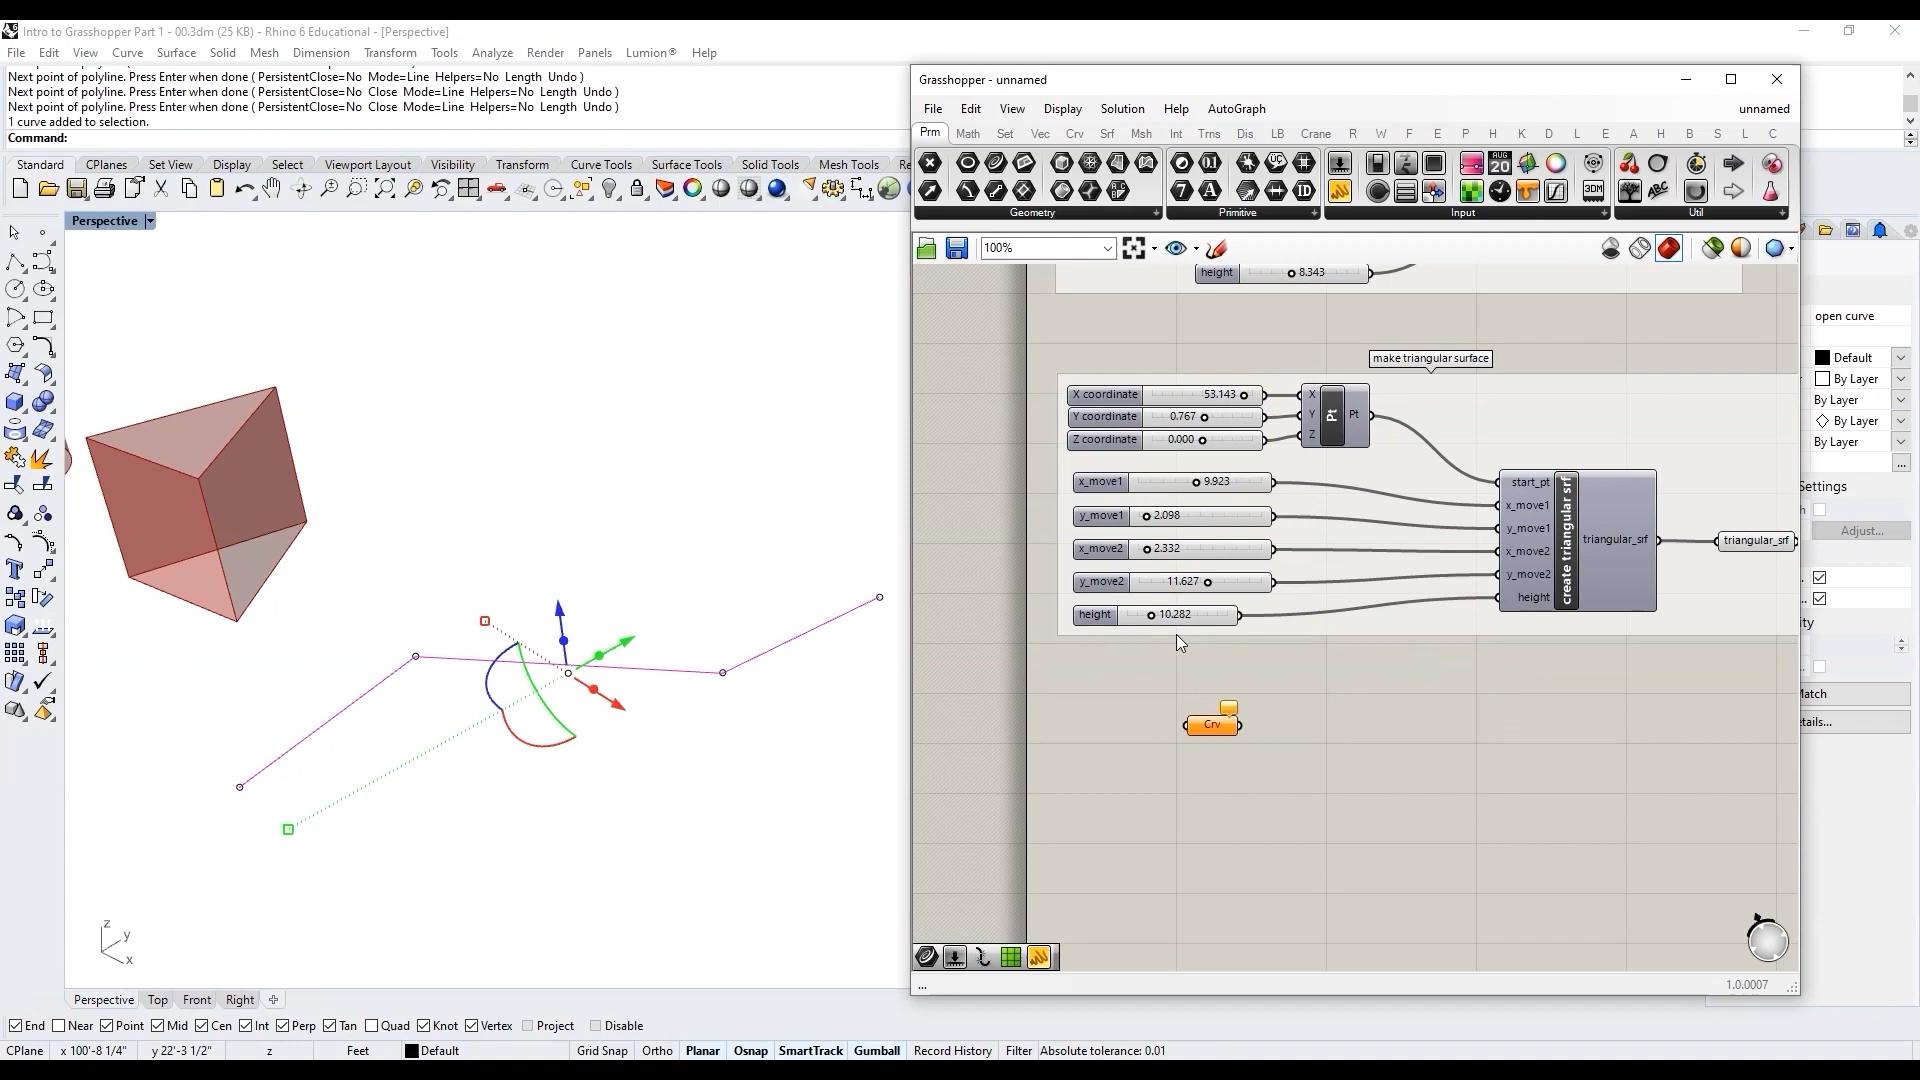 Intro to Grasshopper Part 1 - 00.3dm (25 KB) - Rhino 6 Educational - [Perspective]
File Edit View Curve Surface Solid Mesh Dimension Transform Tools Analyze Render Panels Lumion® Help
Next point of polyline. Press Enter when done ( PersistentClose=No Mode=Line Helpers=No Length Undo )
Next point of polyline. Press Enter when done ( PersistentClose=No Close Mode=Line Helpers=No Length Undo )
Next point of polyline. Press Enter when done ( PersistentClose=No Close Mode=Line Helpers=No Length Undo )
1 curve added to selection.
Command:
Standard CPlanes Set View Display Select Viewport Layout Visibility Transform Curve Tools Surface Tools Solid Tools Mesh Tools Re
Perspective
Grasshopper - unnamed
File Edit View Display Solution Help AutoGraph unnamed
Prm Math Set Vec Crv Srf Msh Int Trns Dis LB Crane R W F E P H K D L E A H B S L C
Geometry Primitive Input Util
100%
height 8.343
make triangular surface
X coordinate 53.143
Y coordinate 0.767
Z coordinate 0.000
X
Y
Z
Pt
Pt
x_move1 9.923
y_move1 2.098
x_move2 2.332
y_move2 11.627
height 10.282
start_pt
x_move1
y_move1
x_move2
y_move2
height
create triangular srf
triangular_srf
triangular_srf
Crv
... 1.0.0007
open curve
Default
By Layer
By Layer
By Layer
By Layer
...
Settings
Adjust...
Match
etails...
z
y
x
Perspective Top Front Right
End Near Point Mid Cen Int Perp Tan Quad Knot Vertex Project Disable
CPlane x 100'-8 1/4" y 22'-3 1/2" z Feet Default Grid Snap Ortho Planar Osnap SmartTrack Gumball Record History Filter Absolute tolerance: 0.01